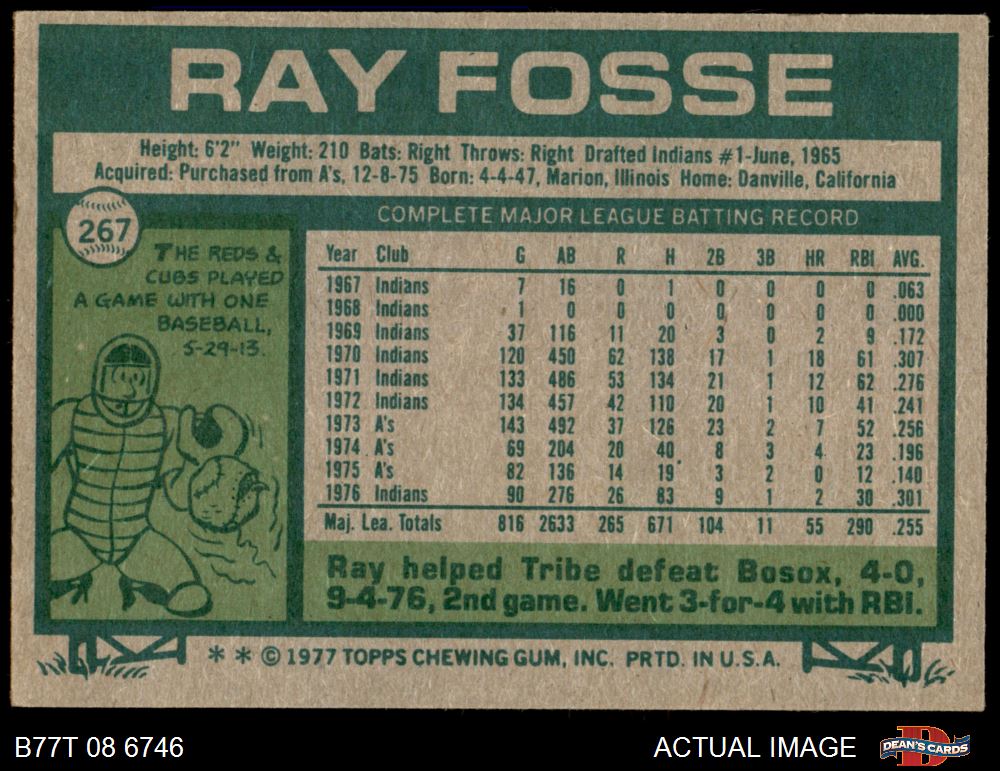 RAY FOSSE
Height: 6'2" Weight: 210 Bats: Right Throws: Right Drafted Indians #1-June, 1965
Acquired: Purchased from A's, 12-8-75 Born: 4-4-47, Marion, Illinois Home: Danville, California
267
THE REDS &
CUBS PLAYED
A GAME WITH ONE
BASEBALL,
5-29-13.
COMPLETE MAJOR LEAGUE BATTING RECORD
Year Club G AB R H 2B 3B HR RBI AVG.
1967 Indians 7 16 0 1 0 0 0 0 .063
1968 Indians 1 0 0 0 0 0 0 0 .000
1969 Indians 37 116 11 20 3 0 2 9 .172
1970 Indians 120 450 62 138 17 1 18 61 .307
1971 Indians 133 486 53 134 21 1 12 62 .276
1972 Indians 134 457 42 110 20 1 10 41 .241
1973 A's 143 492 37 126 23 2 7 52 .256
1974 A's 69 204 20 40 8 3 4 23 .196
1975 A's 82 136 14 19 3 2 0 12 .140
1976 Indians 90 276 26 83 9 1 2 30 .301
Maj. Lea. Totals 816 2633 265 671 104 11 55 290 .255
Ray helped Tribe defeat Bosox, 4-0,
9-4-76, 2nd game. Went 3-for-4 with RBI.
* * © 1977 TOPPS CHEWING GUM, INC. PRTD. IN U.S.A.
B77T 08 6746 ACTUAL IMAGE
DEAN'S CARDS